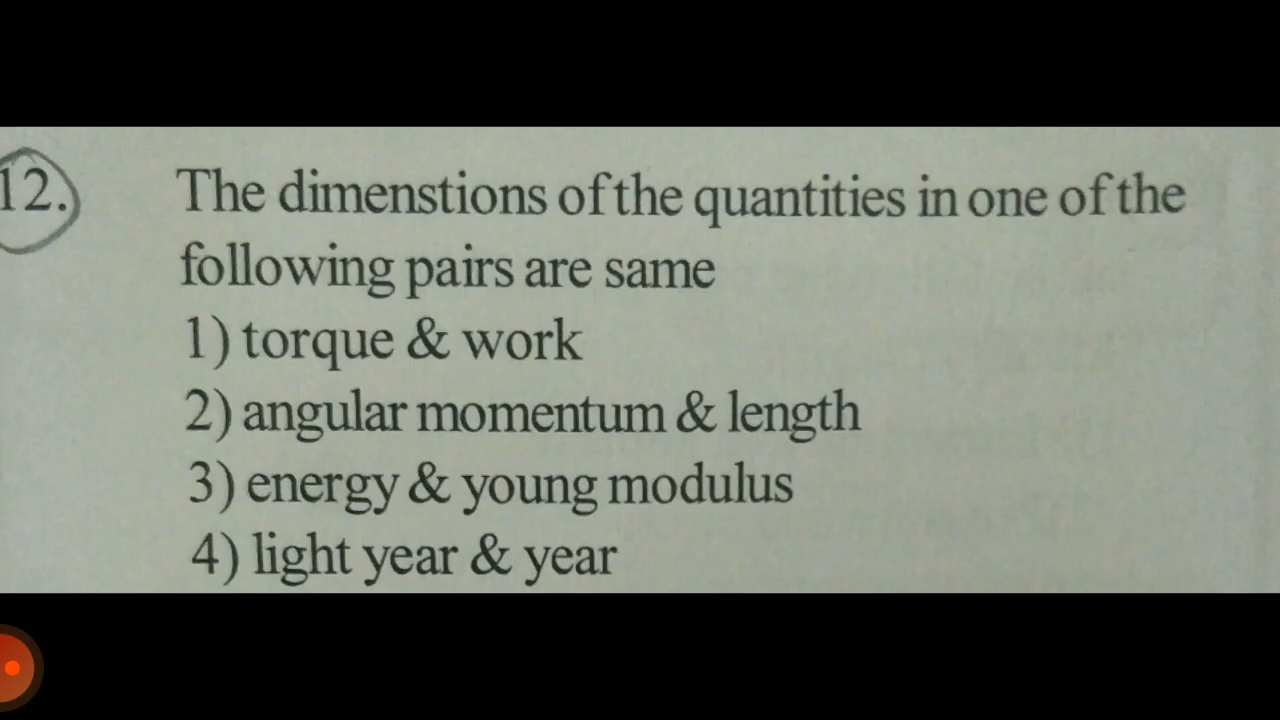 12. The dimenstions of the quantities in one of the
following pairs are same
1) torque & work
2) angular momentum & length
3) energy & young modulus
4) light year & year